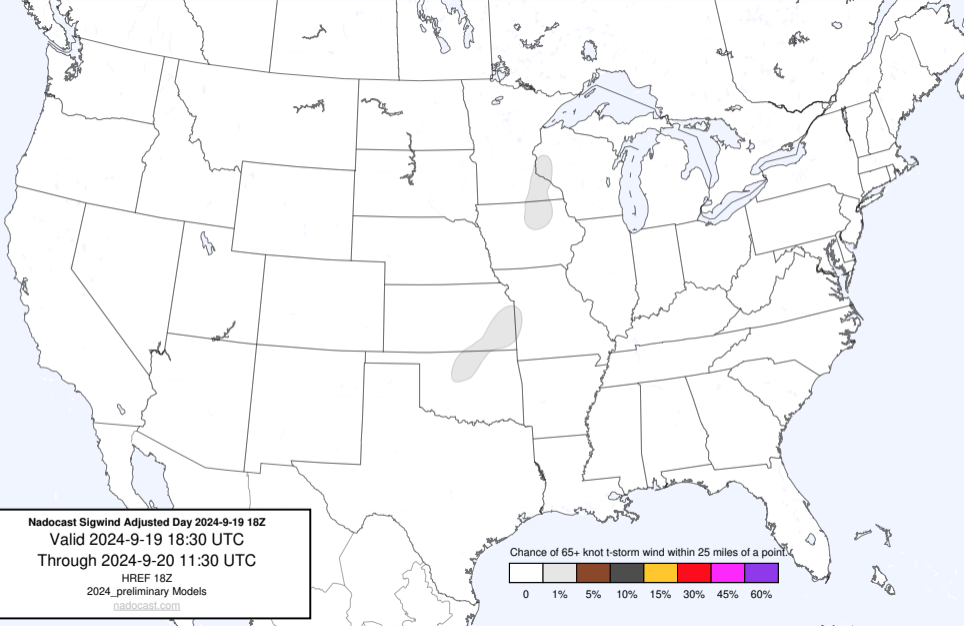 Nadocast Sigwind Adjusted Day 2024-9-19 18Z
Valid 2024-9-19 18:30 UTC
Through 2024-9-20 11:30 UTC
HREF 18Z
2024_preliminary Models
nadocast.com
Chance of 65+ knot t-storm wind within 25 miles of a point.
0 1% 5% 10% 15% 30% 45% 60%